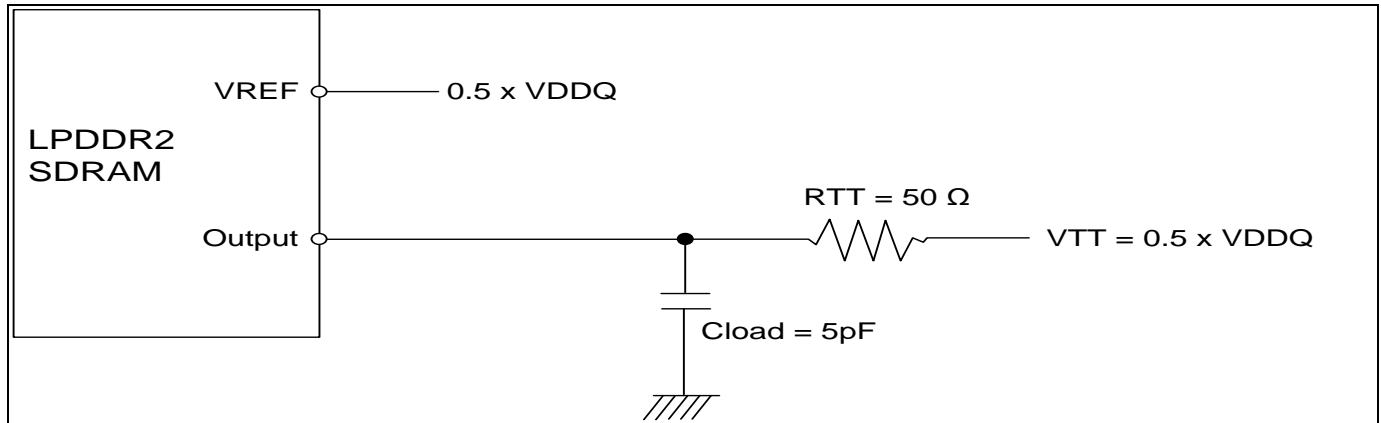 VREF
0.5 x VDDQ
LPDDR2
SDRAM
RTT = 50 Ω
Output
VTT = 0.5 x VDDQ
Cload = 5pF